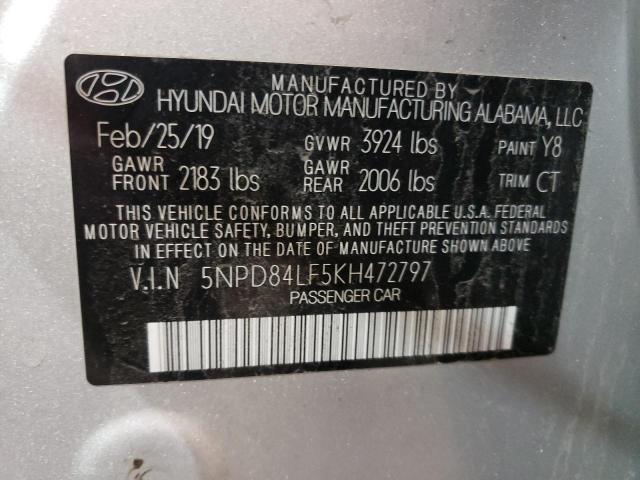 MANUFACTURED BY
HYUNDAI MOTOR MANUFACTURING ALABAMA, LLC
Feb/25/19 GVWR 3924 lbs PAINT Y8
GAWR FRONT 2183 lbs GAWR REAR 2006 lbs TRIM CT
THIS VEHICLE CONFORMS TO ALL APPLICABLE U.S.A. FEDERAL
MOTOR VEHICLE SAFETY, BUMPER, AND THEFT PREVENTION STANDARDS
IN EFFECT ON THE DATE OF MANUFACTURE SHOWN ABOVE
V.I.N 5NPD84LF5KH472797
PASSENGER CAR